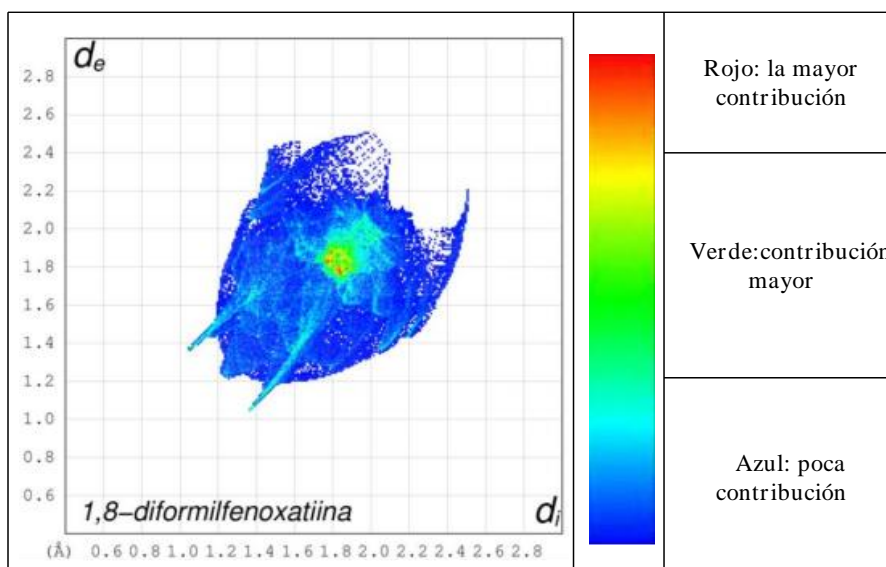 d_e
2.8
2.6
2.4
2.2
2.0
1.8
1.6
1.4
1.2
1.0
0.8
0.6
1,8-diformilfenoxatiina
d_i
(Å) 0.6 0.8 1.0 1.2 1.4 1.6 1.8 2.0 2.2 2.4 2.6 2.8
Rojo: la mayor
contribución
Verde:contribución
mayor
Azul: poca
contribución